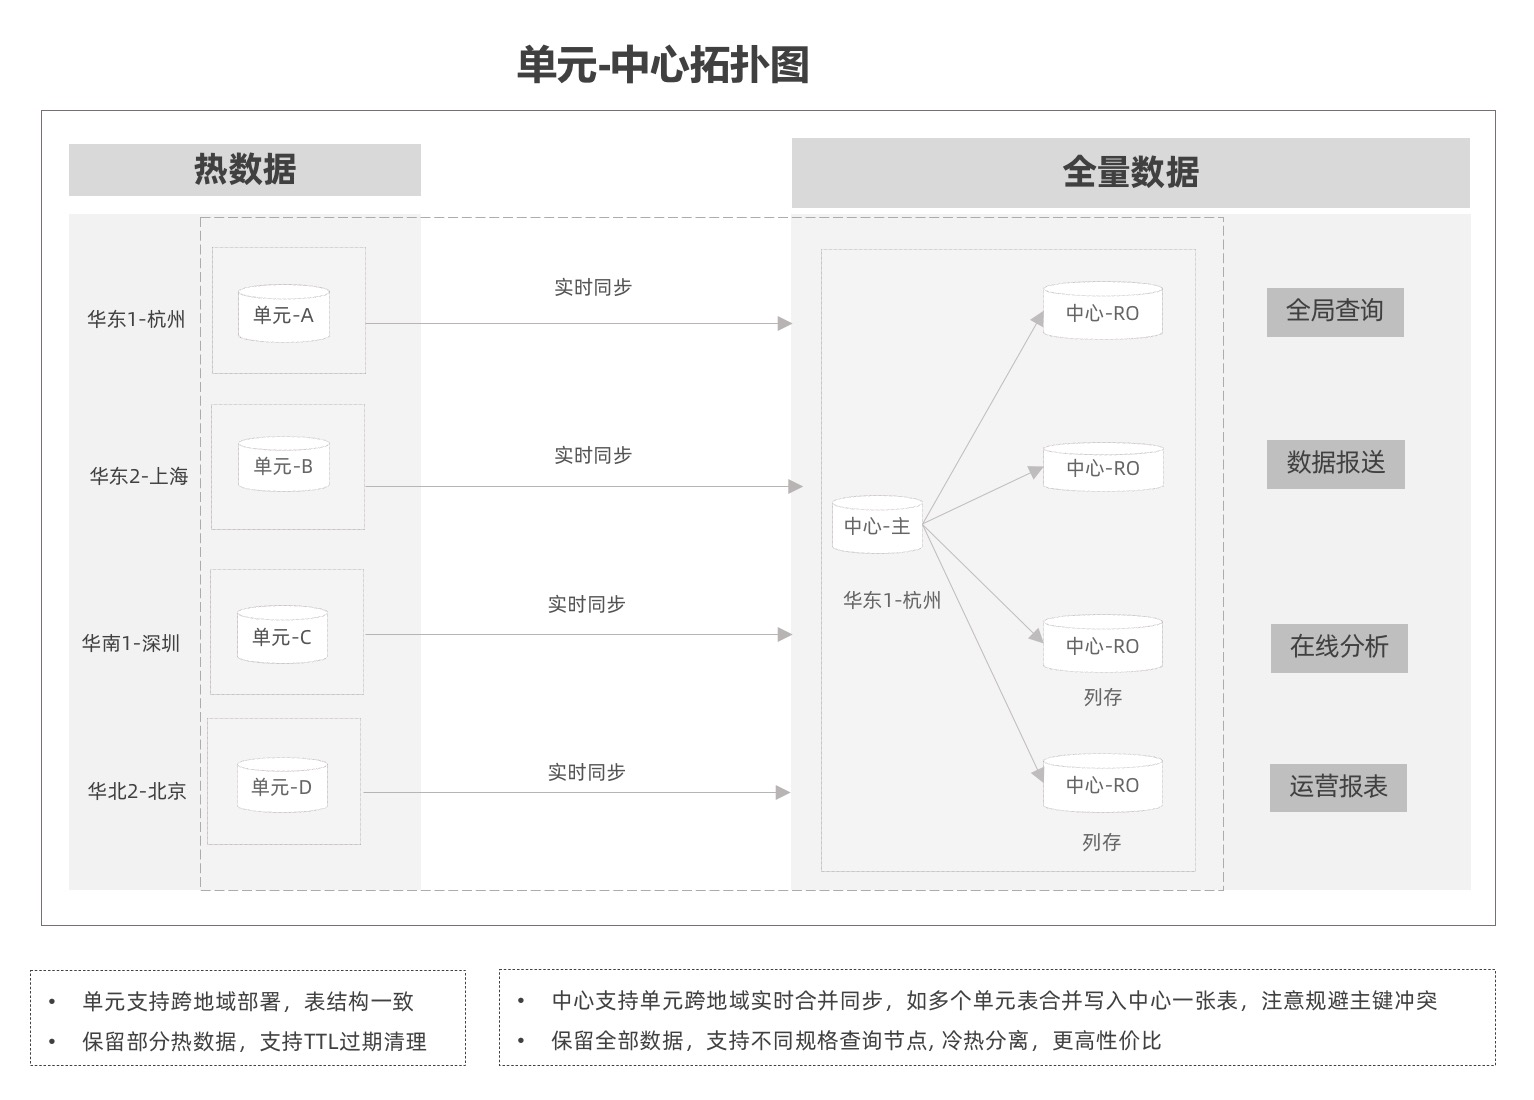 单元-中心拓扑图
热数据
全量数据
华东1-杭州
单元-A
实时同步
中心-RO
全局查询
华东2-上海
单元-B
实时同步
中心-RO
数据报送
中心-主
华东1-杭州
华南1-深圳
单元-C
实时同步
中心-RO
列存
在线分析
华北2-北京
单元-D
实时同步
中心-RO
列存
运营报表
• 单元支持跨地域部署，表结构一致
• 保留部分热数据，支持TTL过期清理
• 中心支持单元跨地域实时合并同步，如多个单元表合并写入中心一张表，注意规避主键冲突
• 保留全部数据，支持不同规格查询节点, 冷热分离，更高性价比